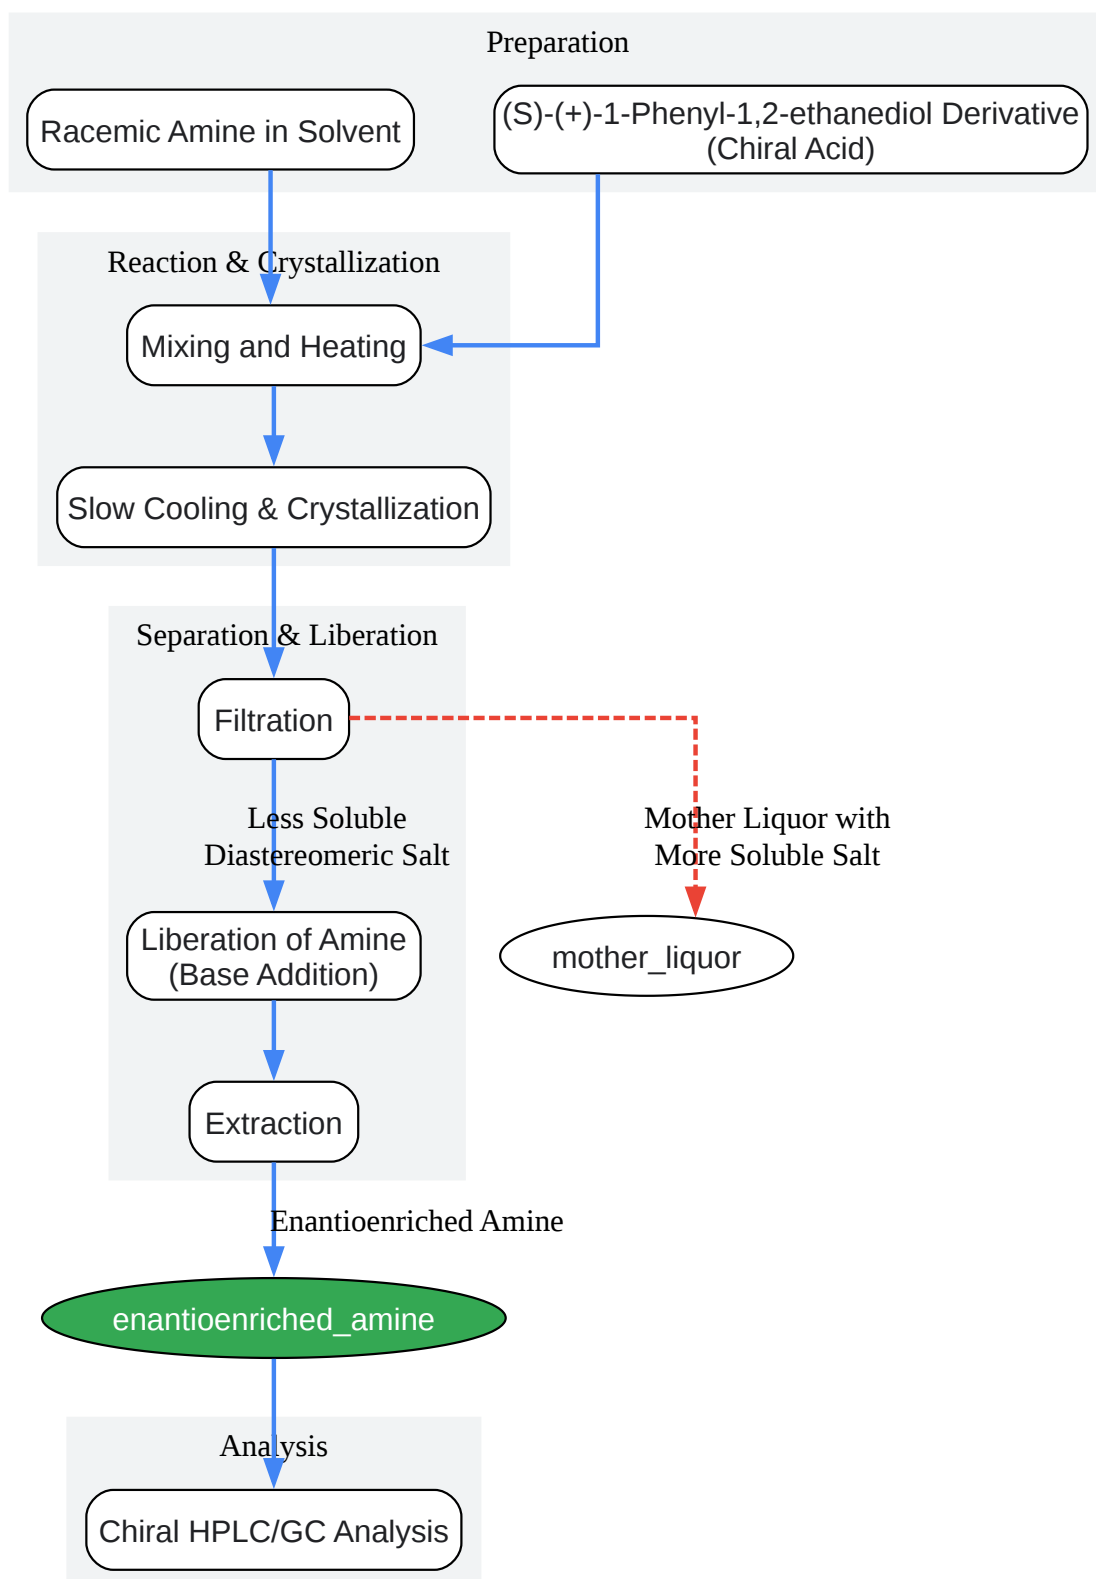 Preparation
Racemic Amine in Solvent
(S)-(+)-1-Phenyl-1,2-ethanediol Derivative
(Chiral Acid)
Reaction & Crystallization
Mixing and Heating
Slow Cooling & Crystallization
Separation & Liberation
Filtration
Less Soluble
Diastereomeric Salt
Mother Liquor with
More Soluble Salt
Liberation of Amine
(Base Addition)
mother_liquor
Extraction
Enantioenriched Amine
enantioenriched_amine
Analysis
Chiral HPLC/GC Analysis